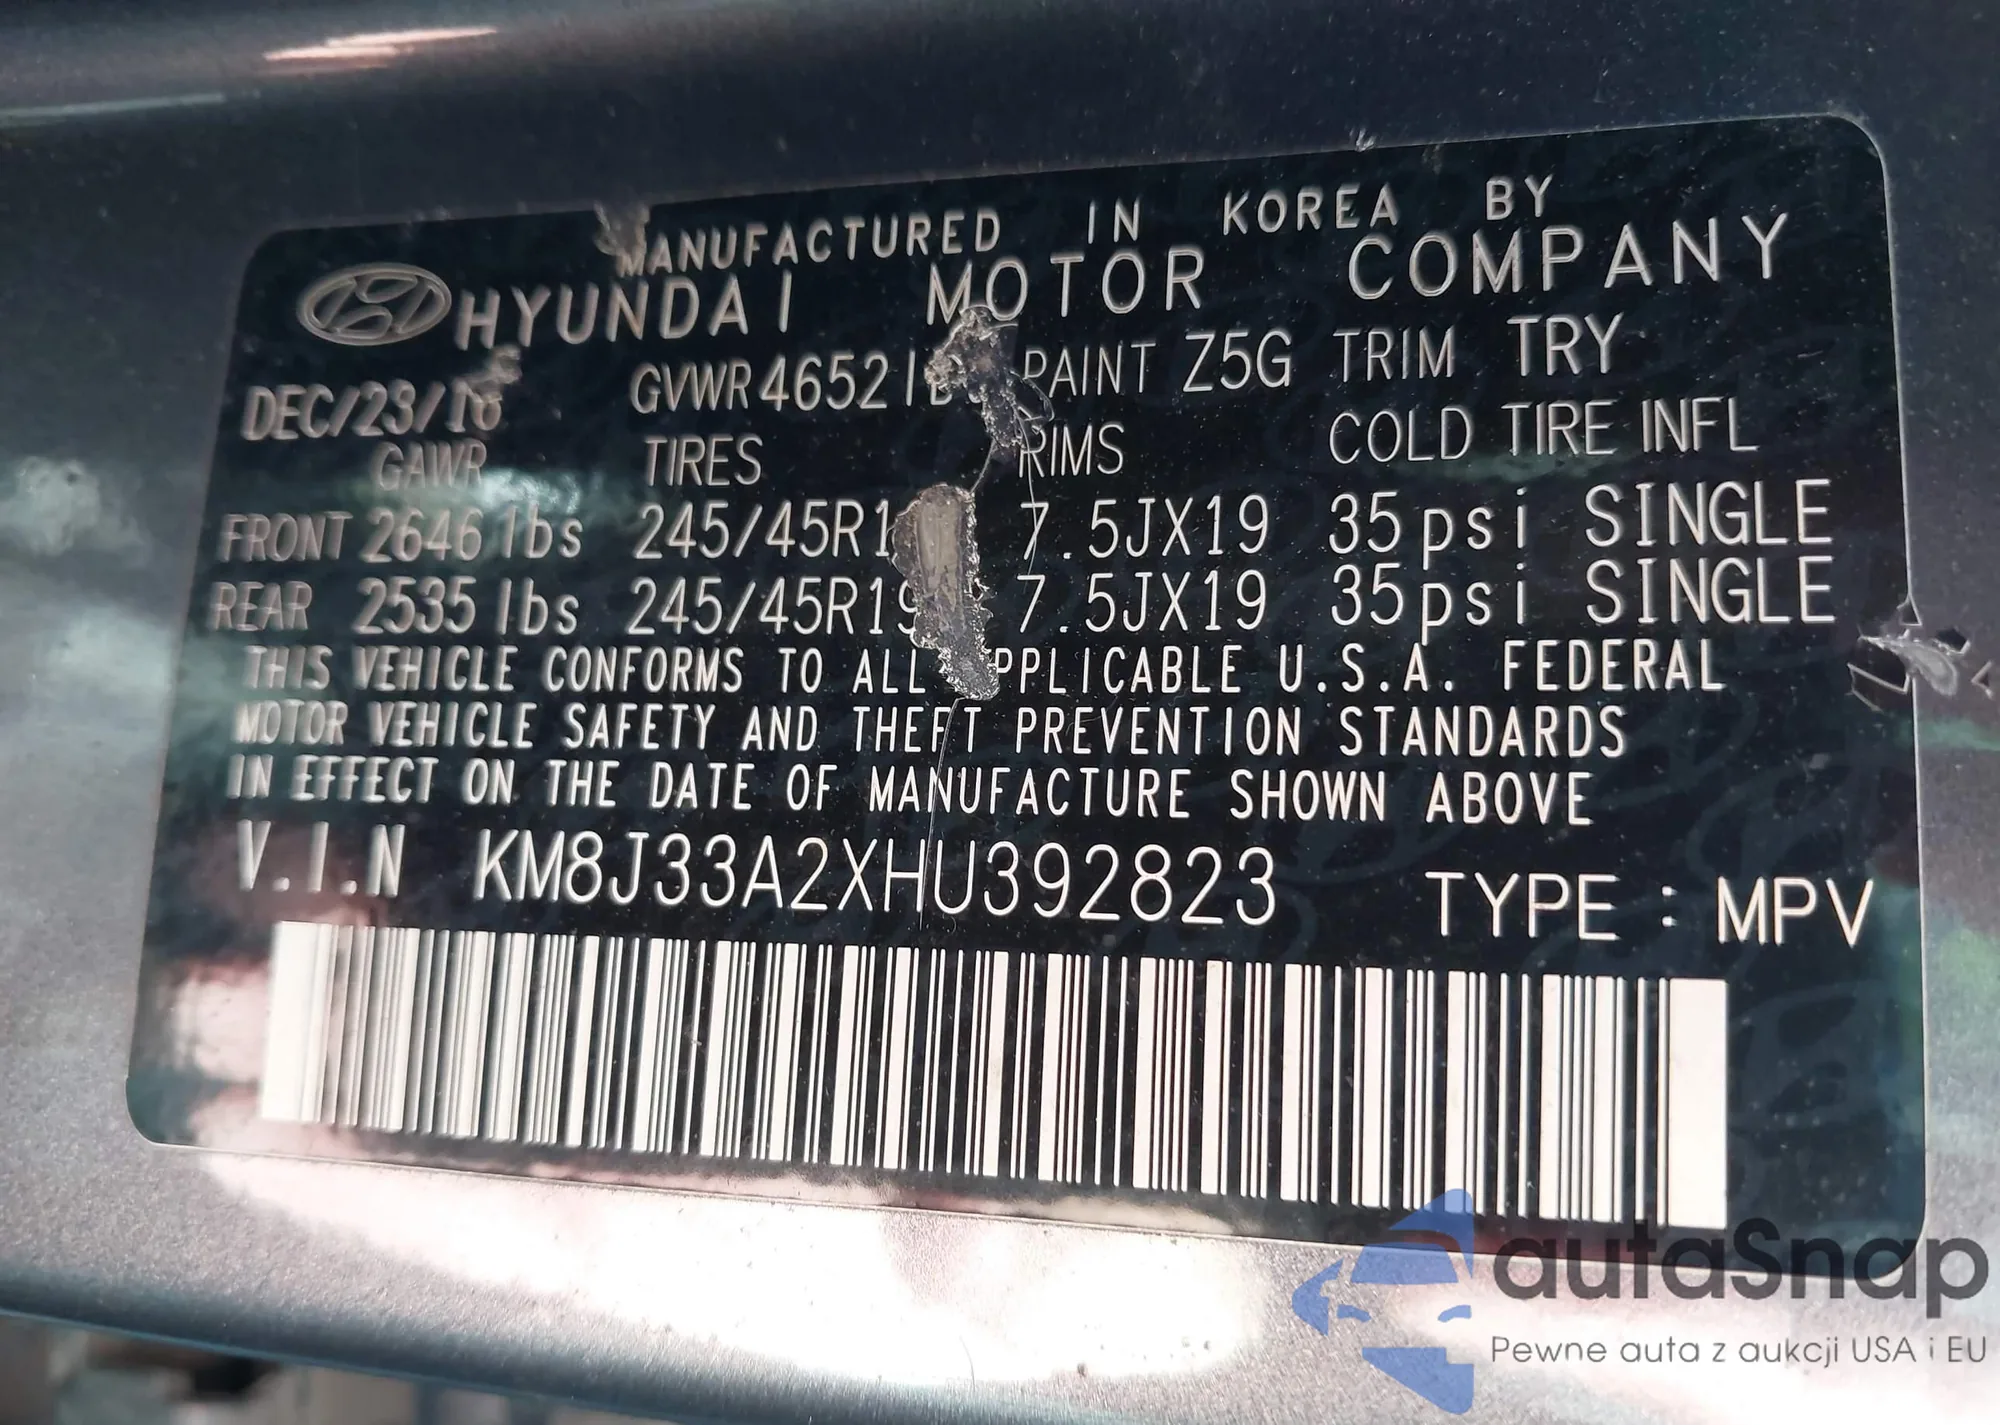 MANUFACTURED IN KOREA BY
HYUNDAI MOTOR COMPANY
DEC/23/16 GVWR 4652 PAINT Z5G TRIM TRY
GAWR TIRES RIMS COLD TIRE INFL
FRONT 2646 lbs 245/45R1 7.5JX19 35psi SINGLE
REAR 2535 lbs 245/45R19 7.5JX19 35psi SINGLE
THIS VEHICLE CONFORMS TO ALL APPLICABLE U.S.A. FEDERAL
MOTOR VEHICLE SAFETY AND THEFT PREVENTION STANDARDS
IN EFFECT ON THE DATE OF MANUFACTURE SHOWN ABOVE
V.I.N KM8J33A2XHU392823 TYPE : MPV
autaSnap
Pewne auta z aukcji USA i EU